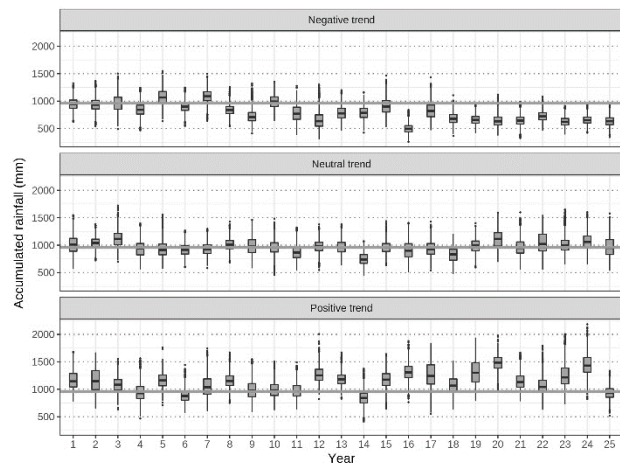 Negative trend
2000
1500
1000
500
Neutral trend
2000
1500
1000
500
Positive trend
2000
1500
1000
500
Accumulated rainfall (mm)
1 2 3 4 5 6 7 8 9 10 11 12 13 14 15 16 17 18 19 20 21 22 23 24 25
Year